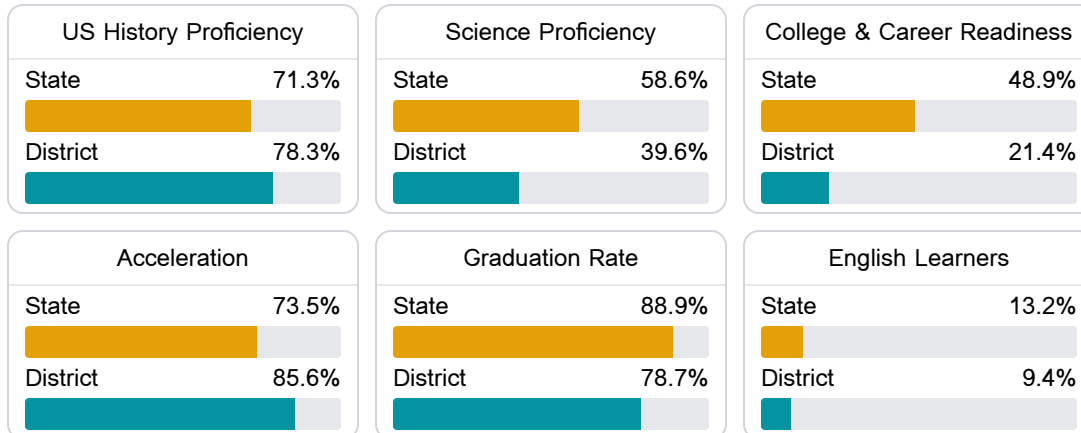 US History Proficiency
State 71.3%
District 78.3%
Science Proficiency
State 58.6%
District 39.6%
College & Career Readiness
State 48.9%
District 21.4%
Acceleration
State 73.5%
District 85.6%
Graduation Rate
State 88.9%
District 78.7%
English Learners
State 13.2%
District 9.4%